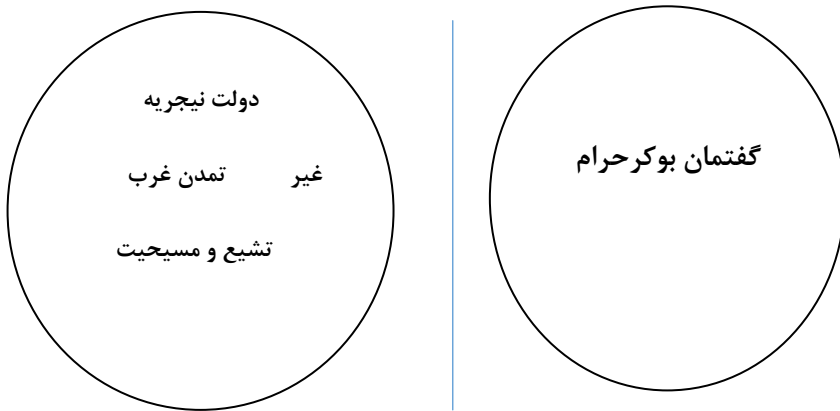 گفتمان بوکرحرام
دولت نیجریه
غیر تمدن غرب
تشیع و مسیحیت